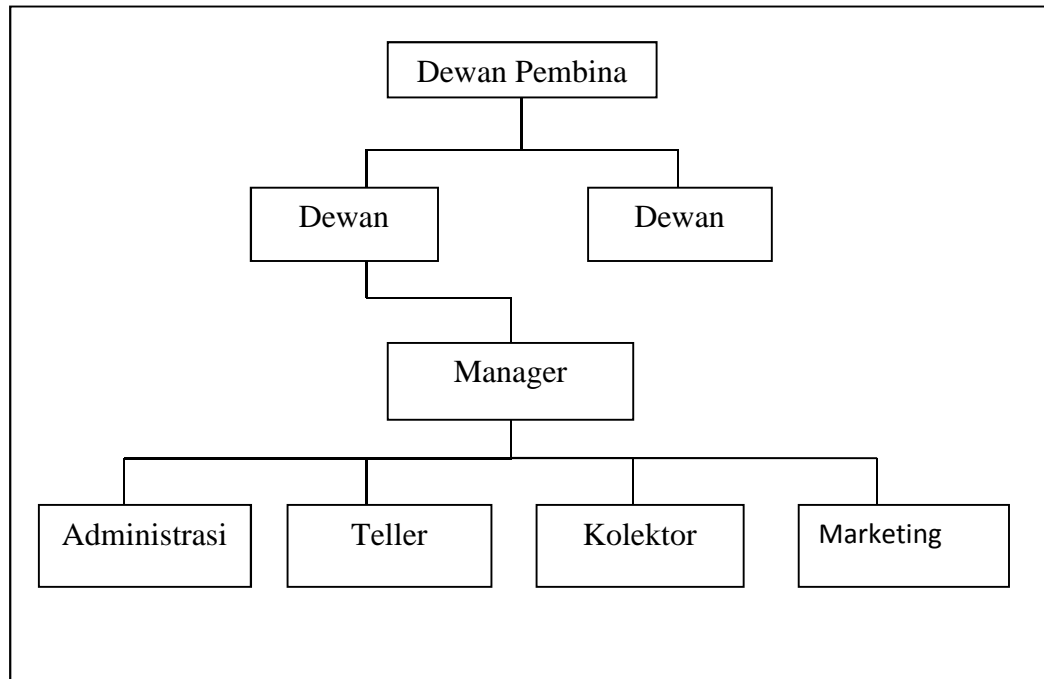 Dewan Pembina
Dewan
Dewan
Manager
Administrasi
Teller
Kolektor
Marketing